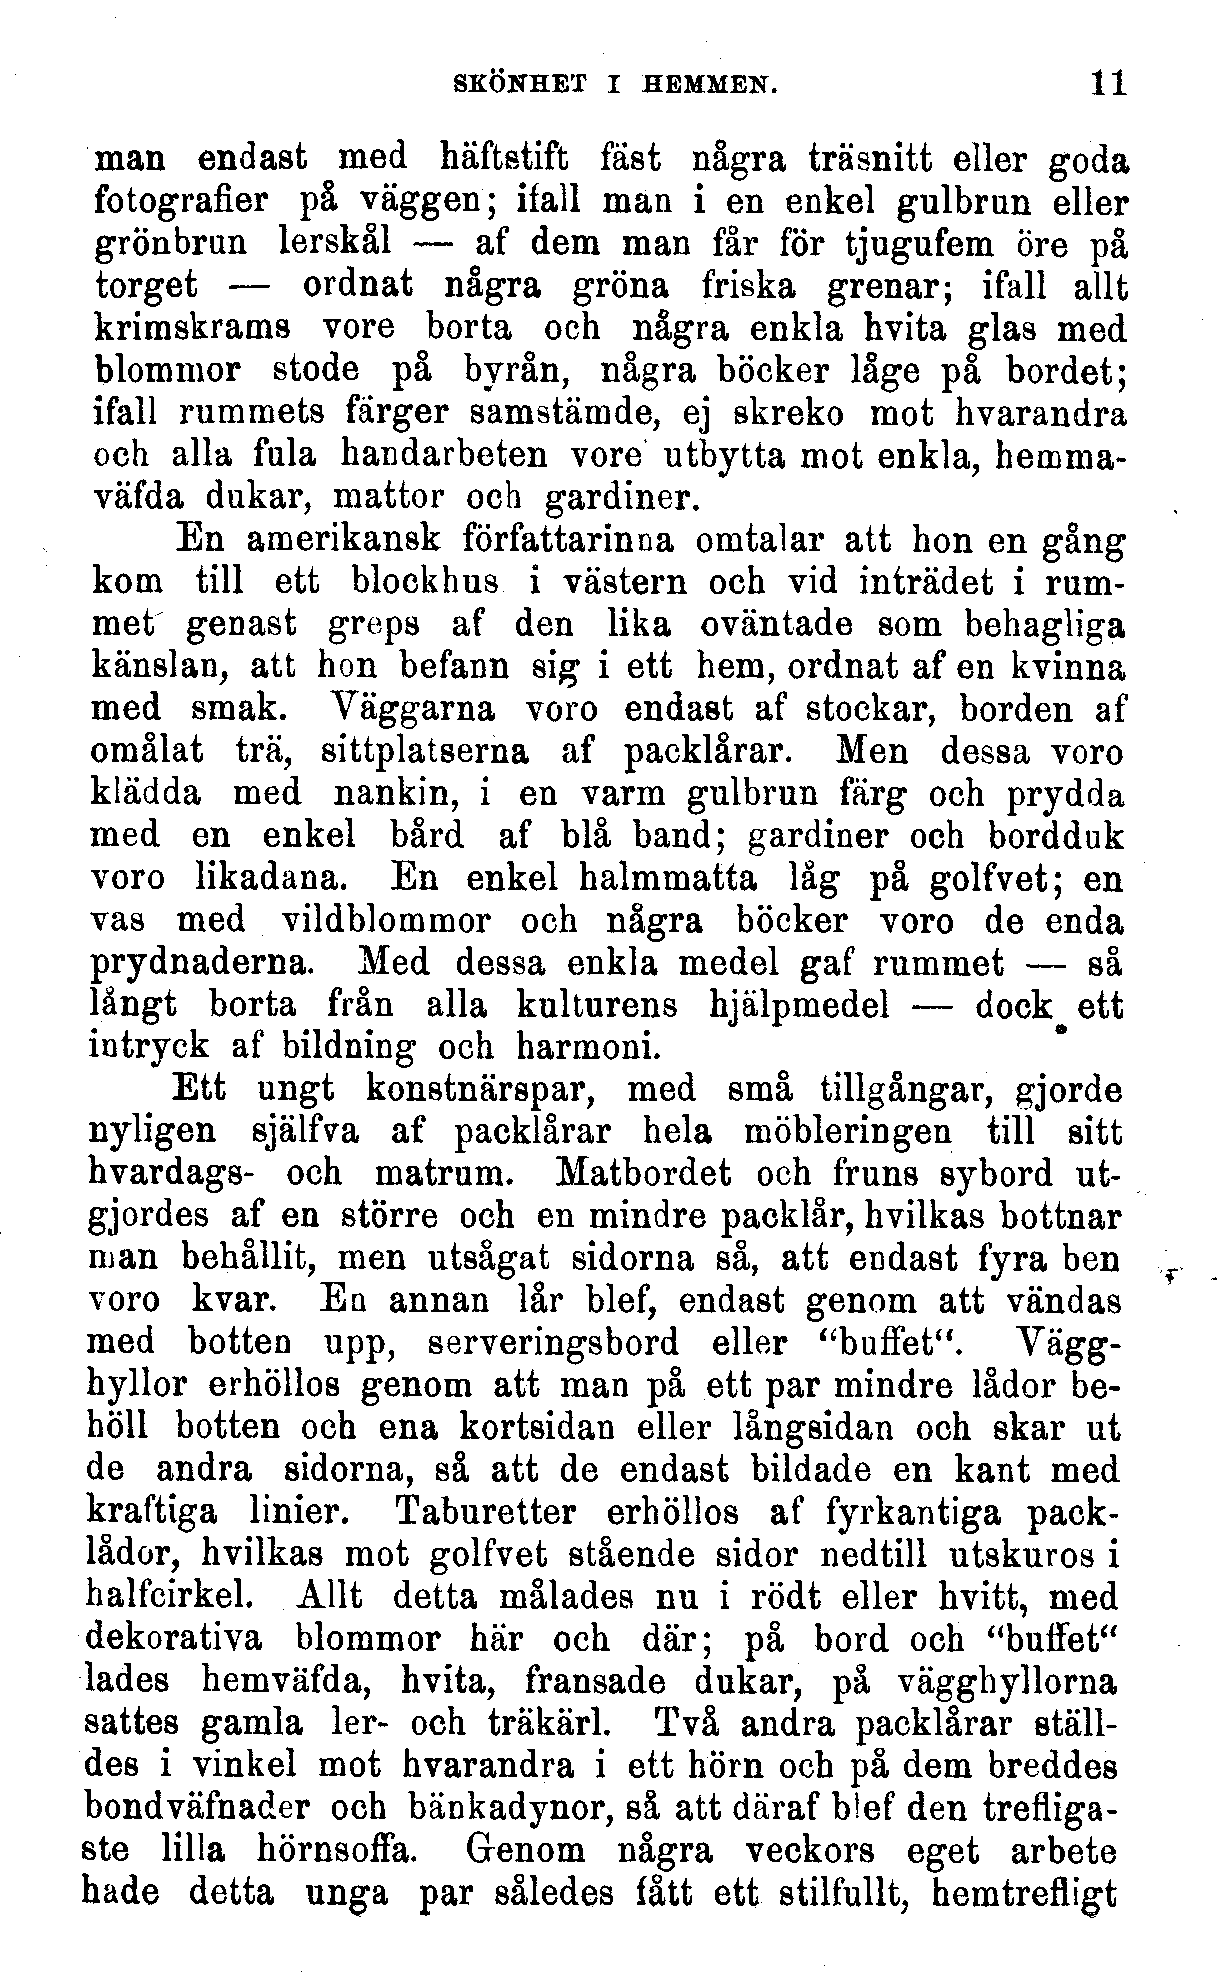 SKÖNHET I HEMMEN. 11
man endast med häftstift fäst några träsnitt eller goda
fotografier på väggen; ifall man i en enkel gulbrun eller
grönbrun lerskål — af dem man får för tjugufem öre på
torget — ordnat några gröna friska grenar; ifall allt
krimskrams vore borta och några enkla hvita glas med
blommor stode på byrån, några böcker låge på bordet;
ifall rummets färger samstämde, ej skreko mot hvarandra
och alla fula handarbeten vore utbytta mot enkla, hemma-
väfda dukar, mattor och gardiner.
En amerikansk författarinna omtalar att hon en gång
kom till ett blockhus i västern och vid inträdet i rum-
met genast greps af den lika oväntade som behagliga
känslan, att hon befann sig i ett hem, ordnat af en kvinna
med smak. Väggarna voro endast af stockar, borden af
omålat trä, sittplatserna af packlårar. Men dessa voro
klädda med nankin, i en varm gulbrun färg och prydda
med en enkel bård af blå band; gardiner och bordduk
voro likadana. En enkel halmmatta låg på golfvet; en
vas med vildblommor och några böcker voro de enda
prydnaderna. Med dessa enkla medel gaf rummet — så
långt borta från alla kulturens hjälpmedel — dock ett
intryck af bildning och harmoni.
Ett ungt konstnärspar, med små tillgångar, gjorde
nyligen själfva af packlårar hela möbleringen till sitt
hvardags- och matrum. Matbordet och fruns sybord ut-
gjordes af en större och en mindre packlår, hvilkas bottnar
man behållit, men utsågat sidorna så, att endast fyra ben
voro kvar. En annan lår blef, endast genom att vändas
med botten upp, serveringsbord eller “buffet“. Vägg-
hyllor erhöllos genom att man på ett par mindre lådor be-
höll botten och ena kortsidan eller långsidan och skar ut
de andra sidorna, så att de endast bildade en kant med
kraftiga linier. Taburetter erhöllos af fyrkantiga pack-
lådor, hvilkas mot golfvet stående sidor nedtill utskuros i
halfcirkel. Allt detta målades nu i rödt eller hvitt, med
dekorativa blommor här och där; på bord och “buffet“
lades hemväfda, hvita, fransade dukar, på vägghyllorna
sattes gamla ler- och träkärl. Två andra packlårar ställ-
des i vinkel mot hvarandra i ett hörn och på dem breddes
bondväfnader och bänkadynor, så att däraf blef den trefliga-
ste lilla hörnsoffa. Genom några veckors eget arbete
hade detta unga par således fått ett stilfullt, hemtrefligt